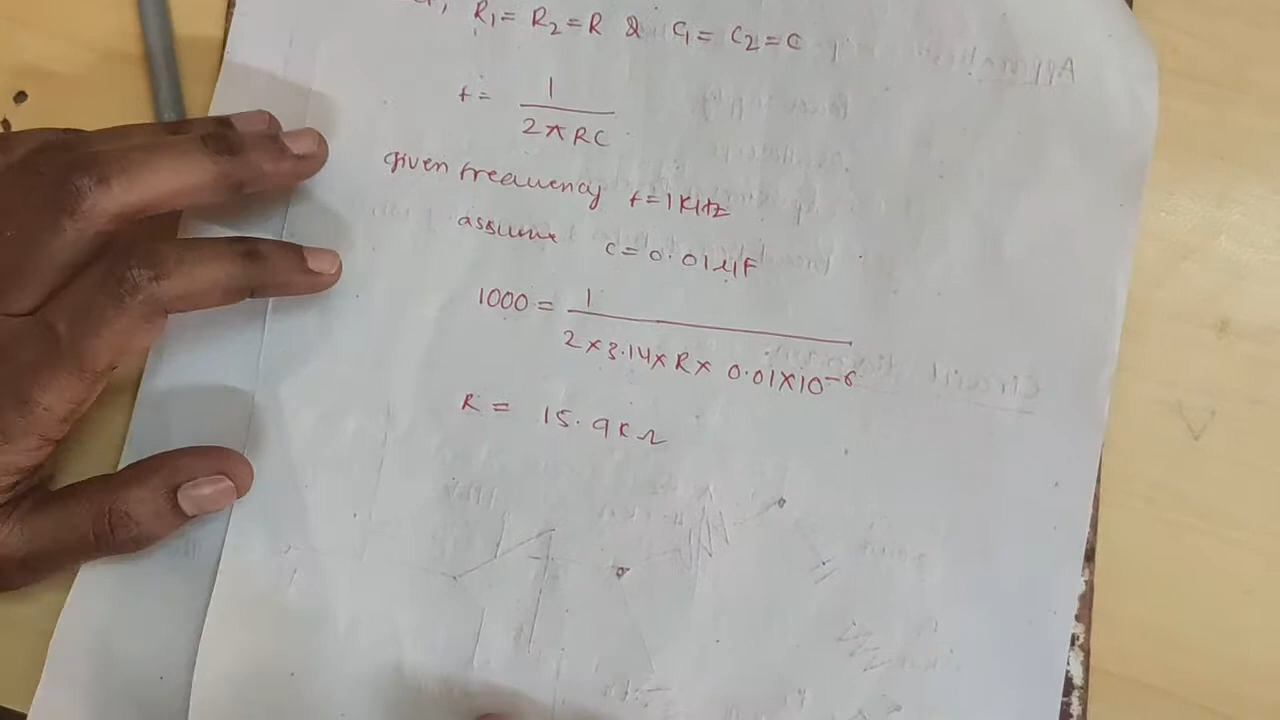 R₁ = R₂ = R & C₁ = C₂ = C
f = 1 / 2πRC
given frequency f = 1KHz
assume C = 0.01µF
1000 = 1 / 2×3.14×R×0.01×10⁻⁶
R = 15.9KΩ